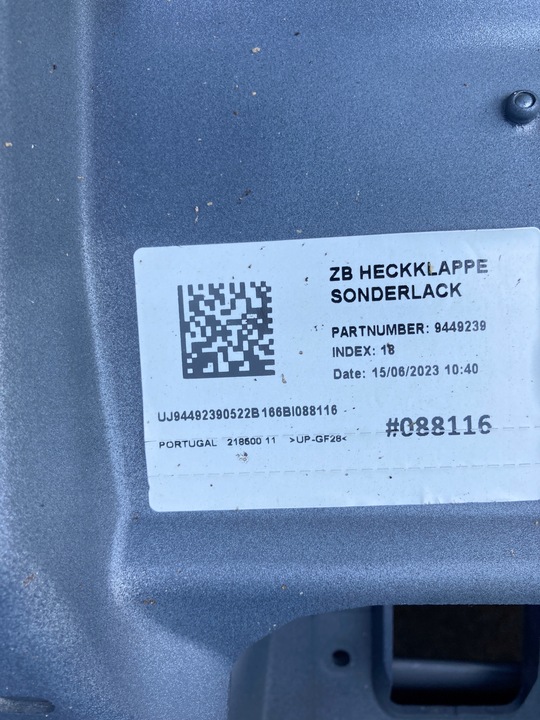 ZB HECKKLAPPE
SONDERLACK
PARTNUMBER: 9449239
INDEX: 18
Date: 15/06/2023 10:40
UJ94492390522B166BI088116
#088116
PORTUGAL 218600 11 >UP-GF28<